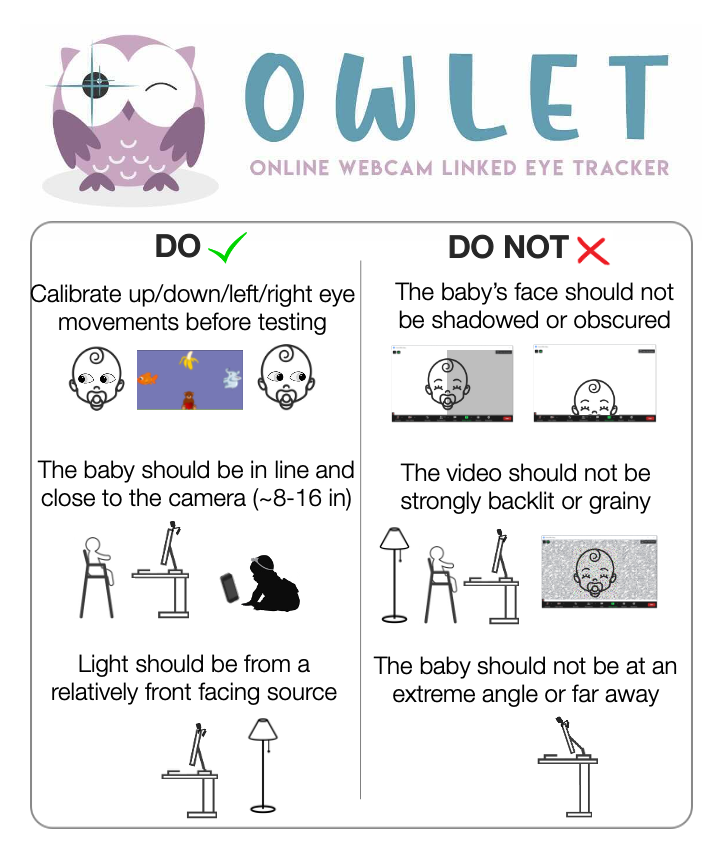 OWLET
ONLINE WEBCAM LINKED EYE TRACKER
DO
Calibrate up/down/left/right eye
movements before testing
The baby should be in line and
close to the camera (~8-16 in)
Light should be from a
relatively front facing source
DO NOT
The baby's face should not
be shadowed or obscured
The video should not be
strongly backlit or grainy
The baby should not be at an
extreme angle or far away